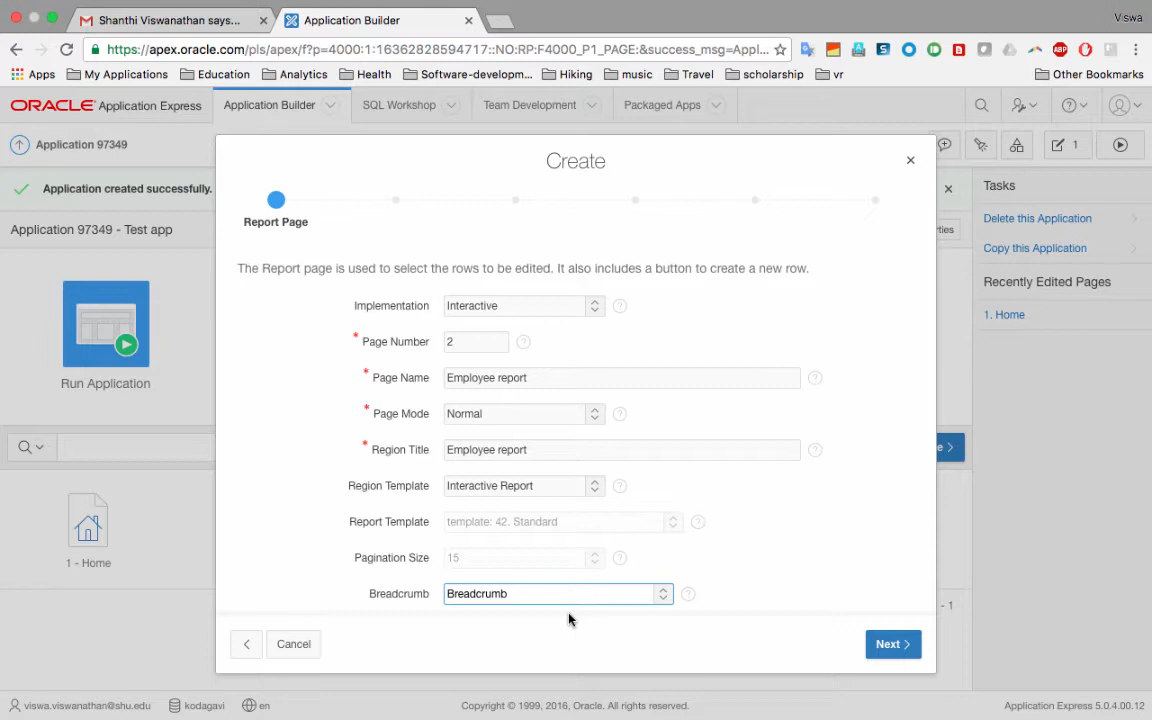 Shanthi Viswanathan says...
Application Builder
Viswa
https://apex.oracle.com/pls/apex/f?p=4000:1:16362828594717::NO:RP:F4000_P1_PAGE:&success_msg=Appl...
Apps My Applications Education Analytics Health Software-developm... Hiking music Travel scholarship vr Other Bookmarks
ORACLE Application Express Application Builder SQL Workshop Team Development Packaged Apps
Application 97349
1
Create
Application created successfully.
Tasks
Report Page
Delete this Application
Application 97349 - Test app
rties
Copy this Application
The Report page is used to select the rows to be edited. It also includes a button to create a new row.
Recently Edited Pages
Implementation Interactive
1. Home
* Page Number 2
* Page Name Employee report
Run Application
* Page Mode Normal
* Region Title Employee report
e >
Region Template Interactive Report
Report Template template: 42. Standard
Pagination Size 15
1 - Home
Breadcrumb Breadcrumb
- 1
Cancel
Next >
viswa.viswanathan@shu.edu kodagavi en
Copyright © 1999, 2016, Oracle. All rights reserved.
Application Express 5.0.4.00.12